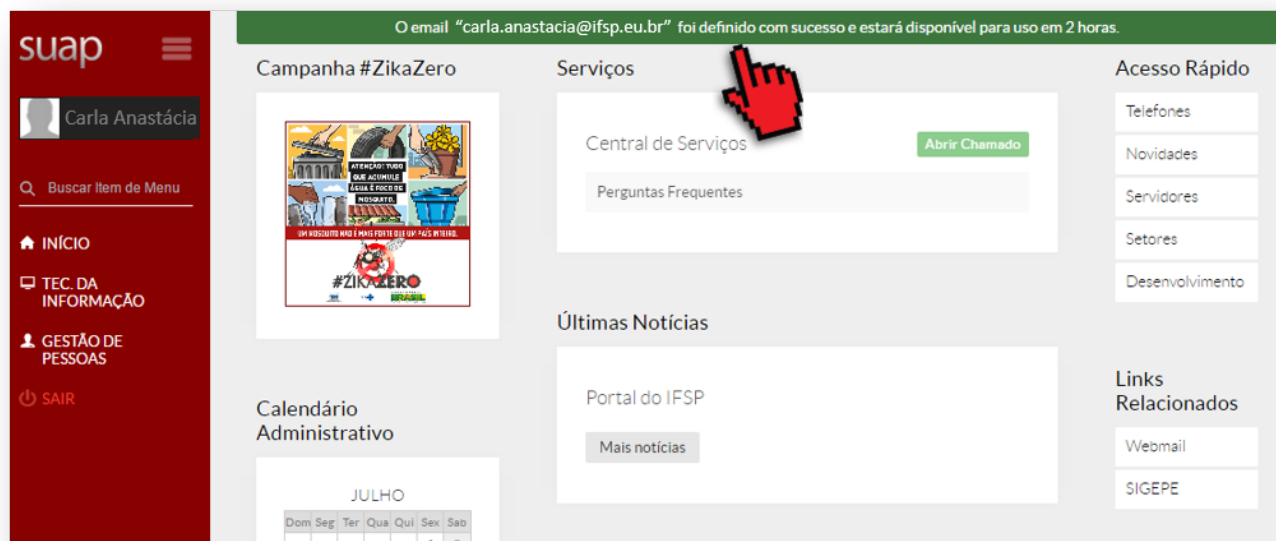 O email “carla.anastacia@ifsp.eu.br” foi definido com sucesso e estará disponível para uso em 2 horas.
suap
Carla Anastácia
Buscar Item de Menu
INÍCIO
TEC. DA
INFORMAÇÃO
GESTÃO DE
PESSOAS
SAIR
Campanha #ZikaZero
ATENÇÃO! TUDO
QUE ACUMULE
ÁGUA É FOCO DE
MOSQUITO.
UM MOSQUITO NÃO É MAIS FORTE QUE UM PAÍS INTEIRO.
#ZIKAZERO
BRASIL
Calendário
Administrativo
JULHO
Dom Seg Ter Qua Qui Sex Sab
Serviços
Central de Serviços
Abrir Chamado
Perguntas Frequentes
Últimas Notícias
Portal do IFSP
Mais notícias
Acesso Rápido
Telefones
Novidades
Servidores
Setores
Desenvolvimento
Links
Relacionados
Webmail
SIGEPE